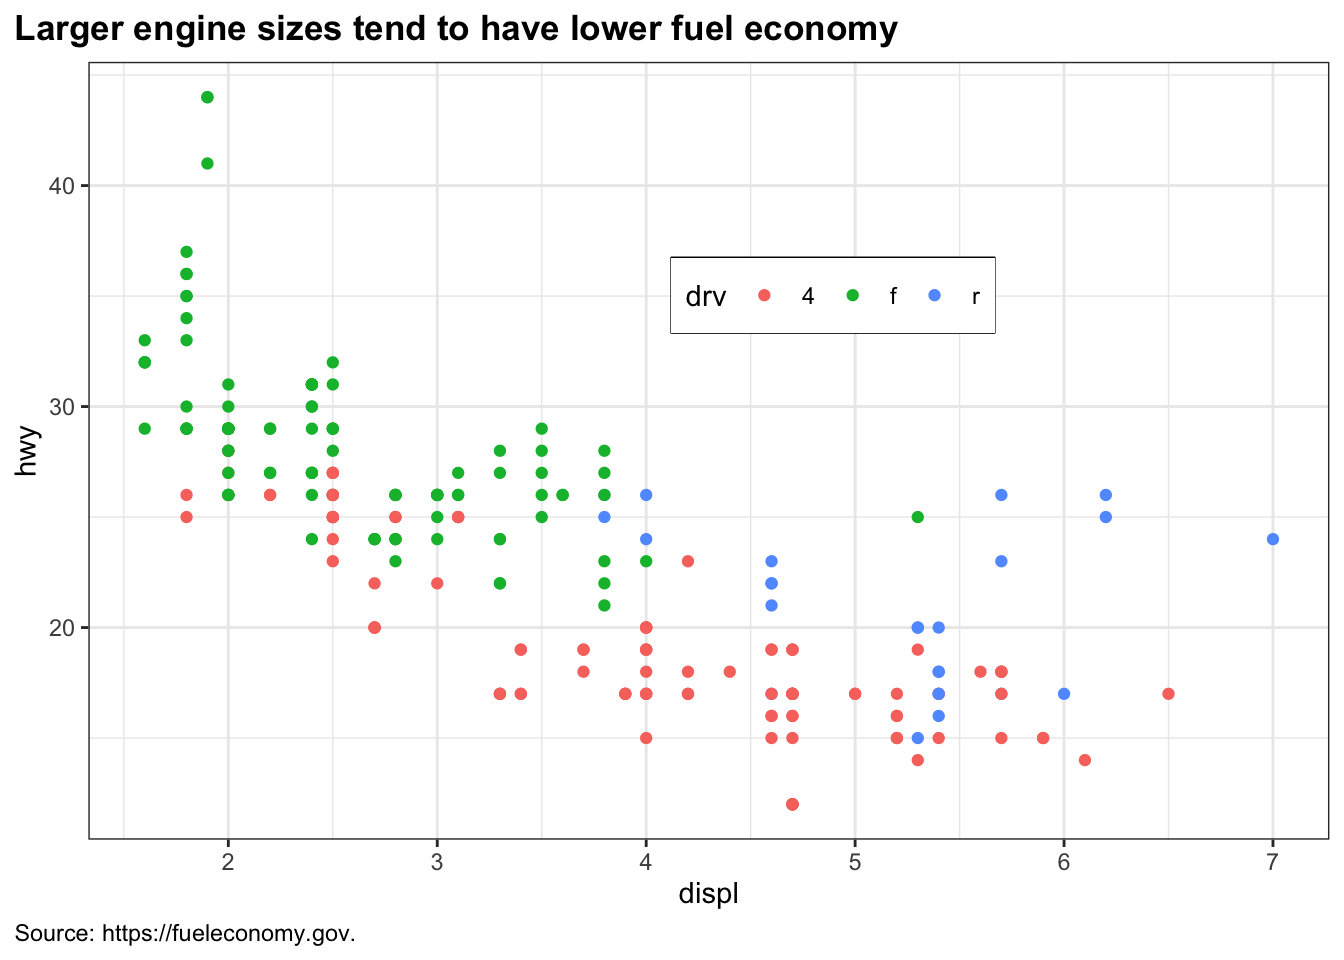 Larger engine sizes tend to have lower fuel economy
40
30
20
hwy
drv 4 f r
2 3 4 5 6 7
displ
Source: https://fueleconomy.gov.